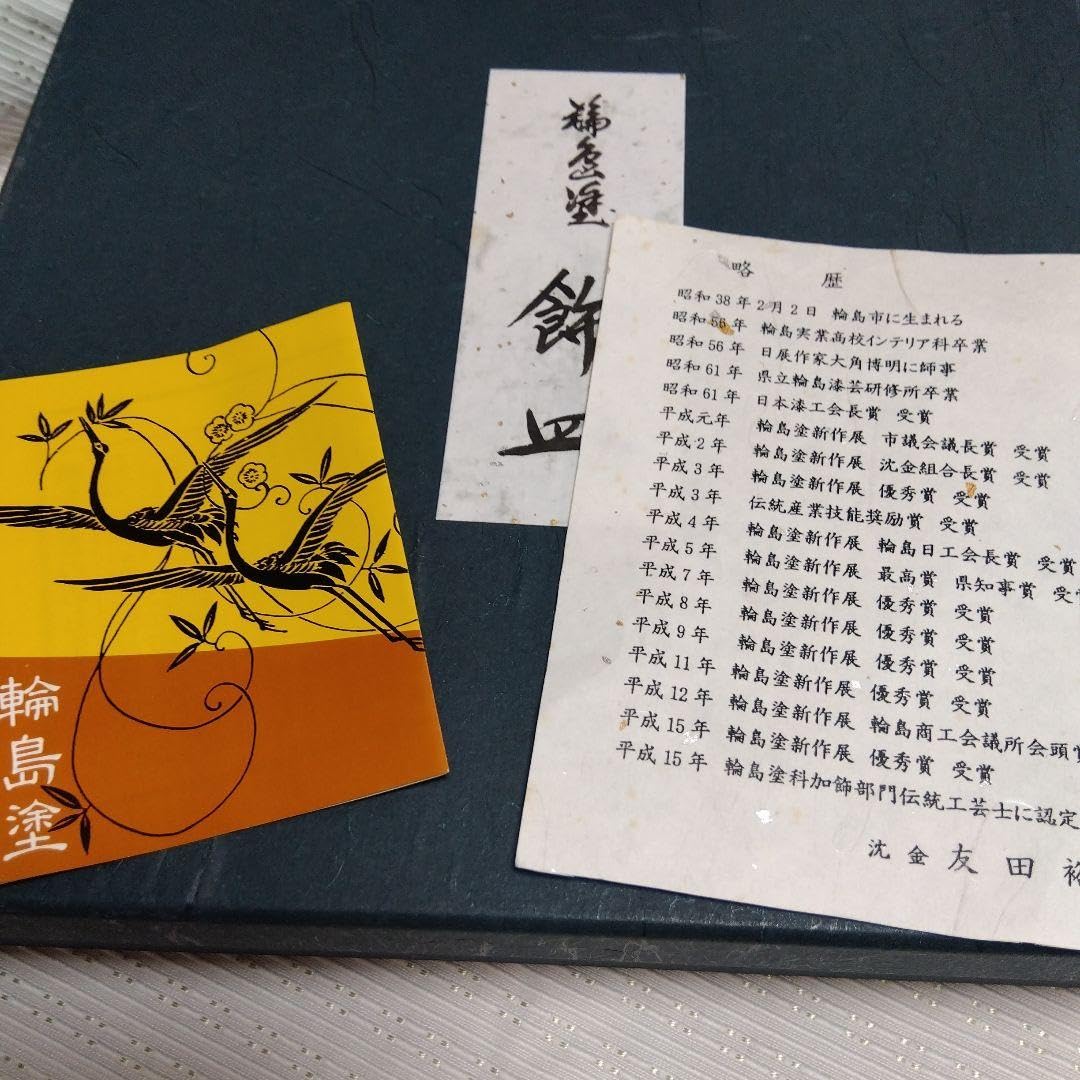 輪島塗
飾皿
輪島塗
略歴
昭和38年2月2日 輪島市に生まれる
昭和56年 輪島実業高校インテリア科卒業
昭和56年 日展作家大角博明に師事
昭和61年 県立輪島漆芸研修所卒業
昭和61年 日本漆工会長賞 受賞
平成元年 輪島塗新作展 市議会議長賞 受賞
平成2年 輪島塗新作展 沈金組合長賞 受賞
平成3年 輪島塗新作展 優秀賞 受賞
平成3年 伝統産業技能奨励賞 受賞
平成4年 輪島塗新作展 輪島日工会長賞 受賞
平成5年 輪島塗新作展 最高賞 県知事賞 受賞
平成7年 輪島塗新作展 優秀賞 受賞
平成8年 輪島塗新作展 優秀賞 受賞
平成9年 輪島塗新作展 優秀賞 受賞
平成11年 輪島塗新作展 優秀賞 受賞
平成12年 輪島塗新作展 輪島商工会議所会頭賞
平成15年 輪島塗新作展 優秀賞 受賞
平成15年 輪島塗科加飾部門伝統工芸士に認定
沈金 友田